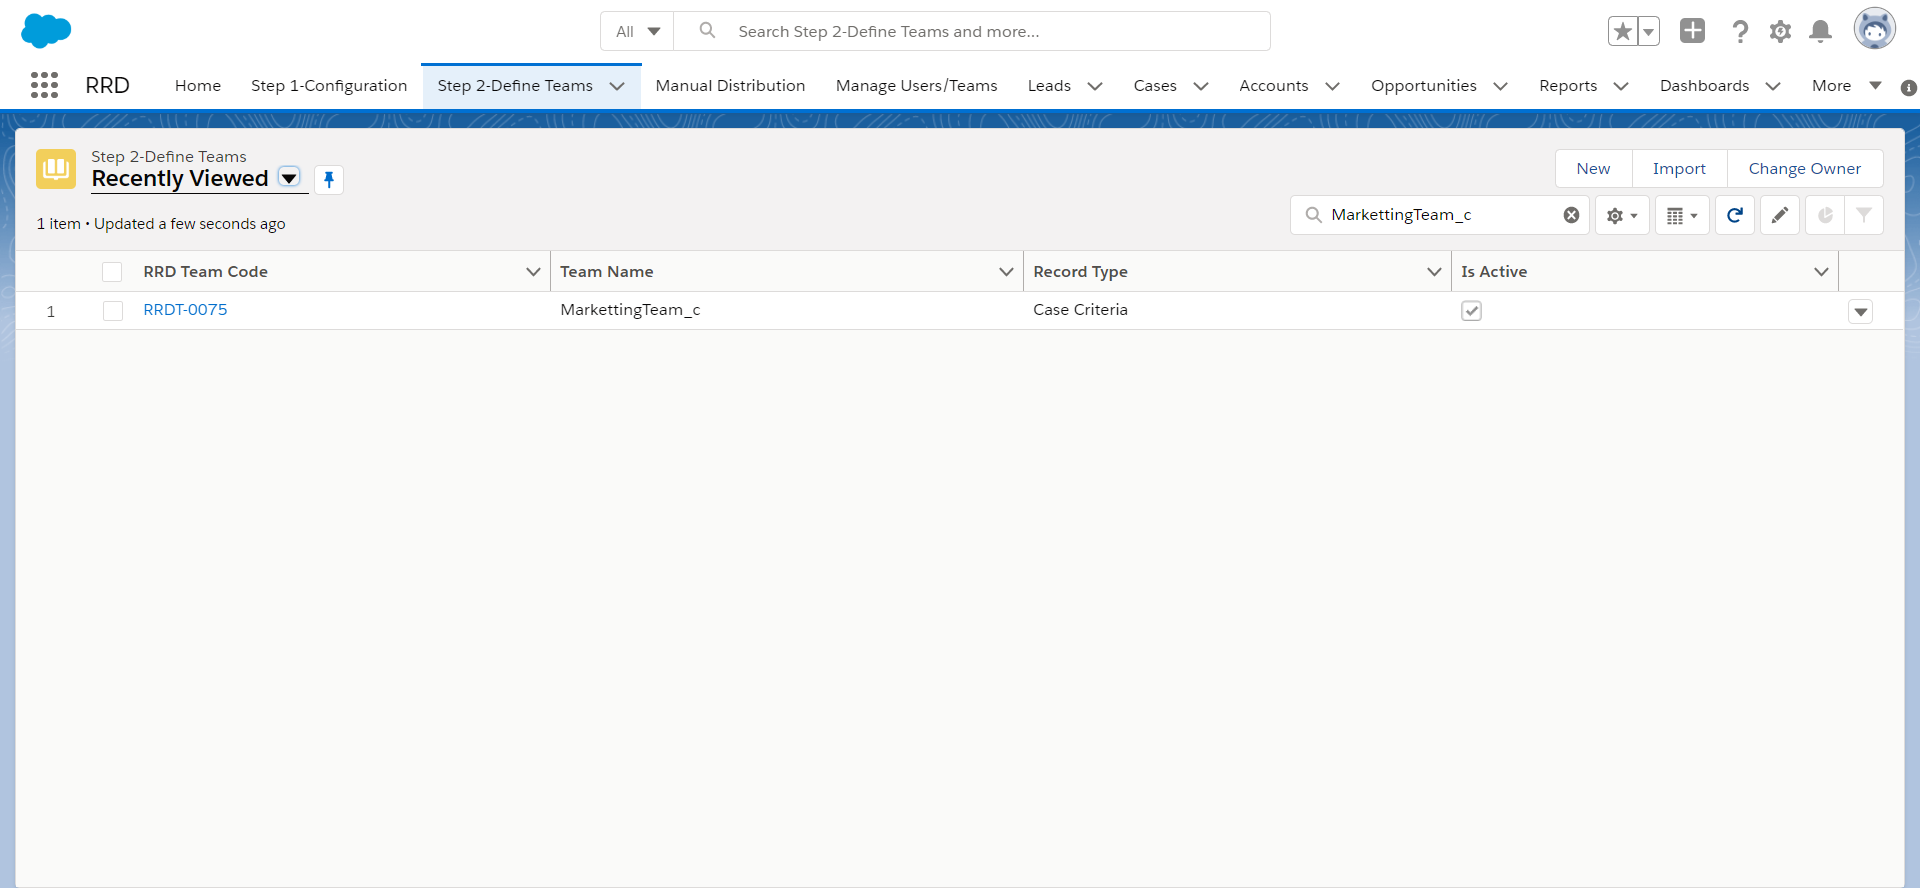 All
Search Step 2-Define Teams and more...
RRD
Home
Step 1-Configuration
Step 2-Define Teams
Manual Distribution
Manage Users/Teams
Leads
Cases
Accounts
Opportunities
Reports
Dashboards
More
Step 2-Define Teams
Recently Viewed
New
Import
Change Owner
1 item • Updated a few seconds ago
MarkettingTeam_c
RRD Team Code
Team Name
Record Type
Is Active
1
RRDT-0075
MarkettingTeam_c
Case Criteria